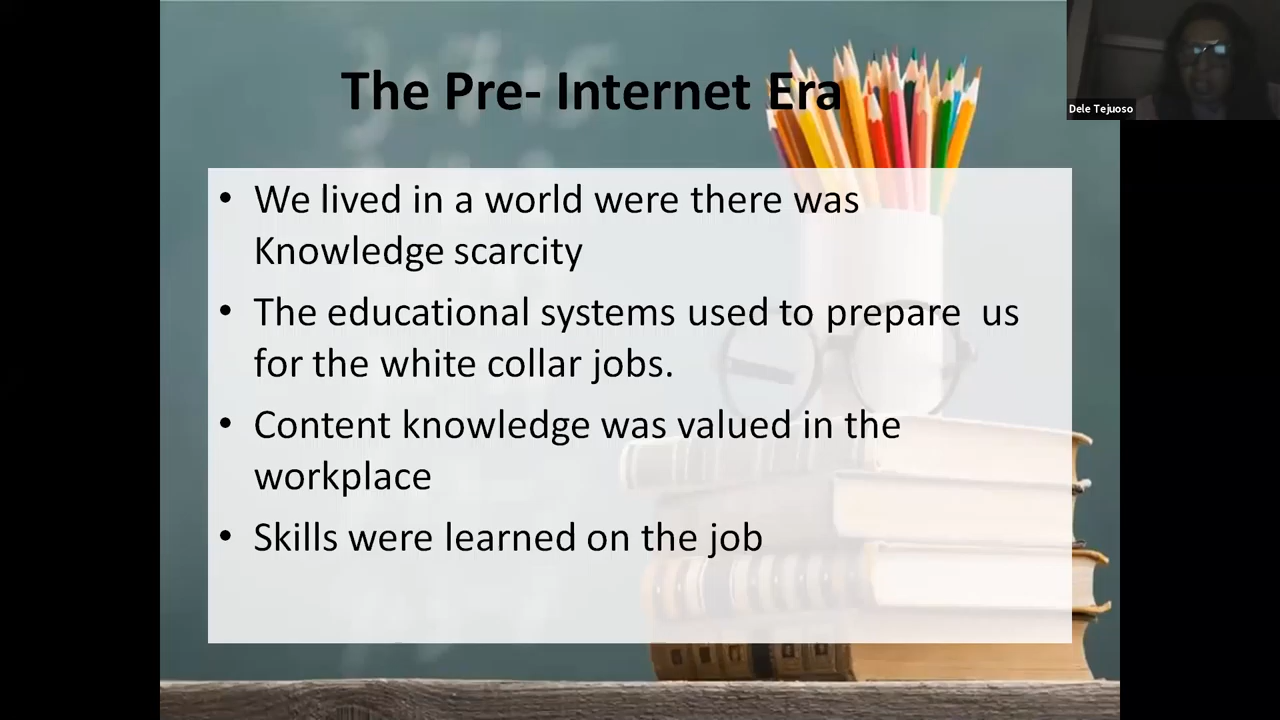 The Pre- Internet Era
Dele Tejuoso
• We lived in a world were there was
Knowledge scarcity
• The educational systems used to prepare  us
for the white collar jobs.
• Content knowledge was valued in the
workplace
• Skills were learned on the job